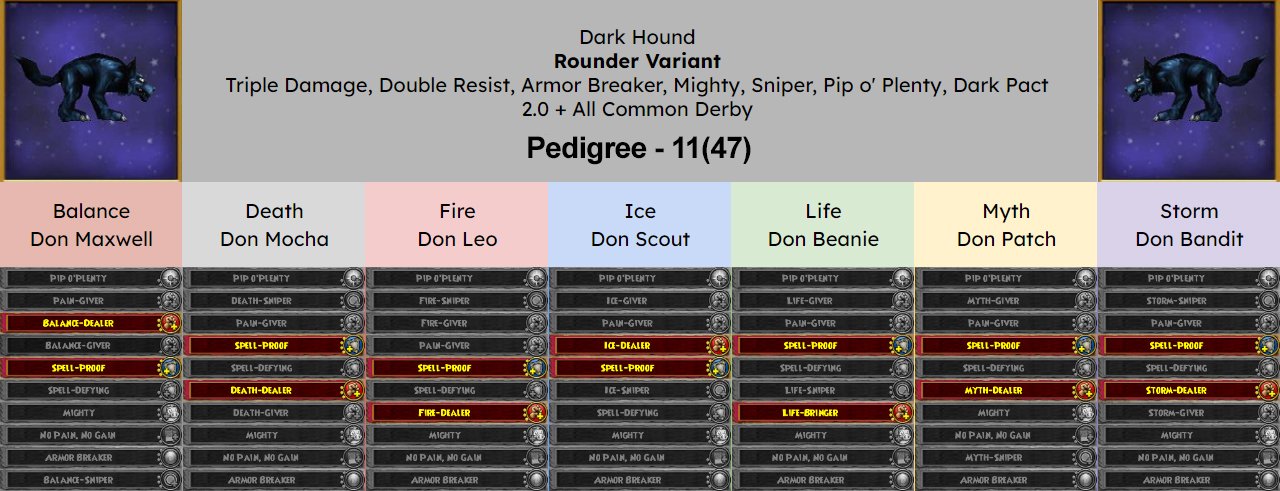 Dark Hound
Rounder Variant
Triple Damage, Double Resist, Armor Breaker, Mighty, Sniper, Pip o' Plenty, Dark Pact
2.0 + All Common Derby
Pedigree - 11(47)
Balance
Don Maxwell
PIP O'PLENTY
PAIN-GIVER
BALANCE-DEALER
BALANCE-GIVER
SPELL-PROOF
SPELL-DEFYING
MIGHTY
NO PAIN, NO GAIN
ARMOR BREAKER
BALANCE-SNIPER
Death
Don Mocha
PIP O'PLENTY
DEATH-SNIPER
PAIN-GIVER
SPELL-PROOF
SPELL-DEFYING
DEATH-DEALER
DEATH-GIVER
MIGHTY
NO PAIN, NO GAIN
ARMOR BREAKER
Fire
Don Leo
PIP O'PLENTY
FIRE-SNIPER
FIRE-GIVER
PAIN-GIVER
SPELL-PROOF
SPELL-DEFYING
FIRE-DEALER
MIGHTY
NO PAIN, NO GAIN
ARMOR BREAKER
Ice
Don Scout
PIP O'PLENTY
ICE-GIVER
PAIN-GIVER
ICE-DEALER
SPELL-PROOF
ICE-SNIPER
SPELL-DEFYING
MIGHTY
NO PAIN, NO GAIN
ARMOR BREAKER
Life
Don Beanie
PIP O'PLENTY
LIFE-GIVER
PAIN-GIVER
SPELL-PROOF
SPELL-DEFYING
LIFE-SNIPER
LIFE-BRINGER
MIGHTY
NO PAIN, NO GAIN
ARMOR BREAKER
Myth
Don Patch
PIP O'PLENTY
MYTH-GIVER
PAIN-GIVER
SPELL-PROOF
SPELL-DEFYING
MYTH-DEALER
MIGHTY
NO PAIN, NO GAIN
MYTH-SNIPER
ARMOR BREAKER
Storm
Don Bandit
PIP O'PLENTY
STORM-SNIPER
PAIN-GIVER
SPELL-PROOF
SPELL-DEFYING
STORM-DEALER
STORM-GIVER
MIGHTY
NO PAIN, NO GAIN
ARMOR BREAKER